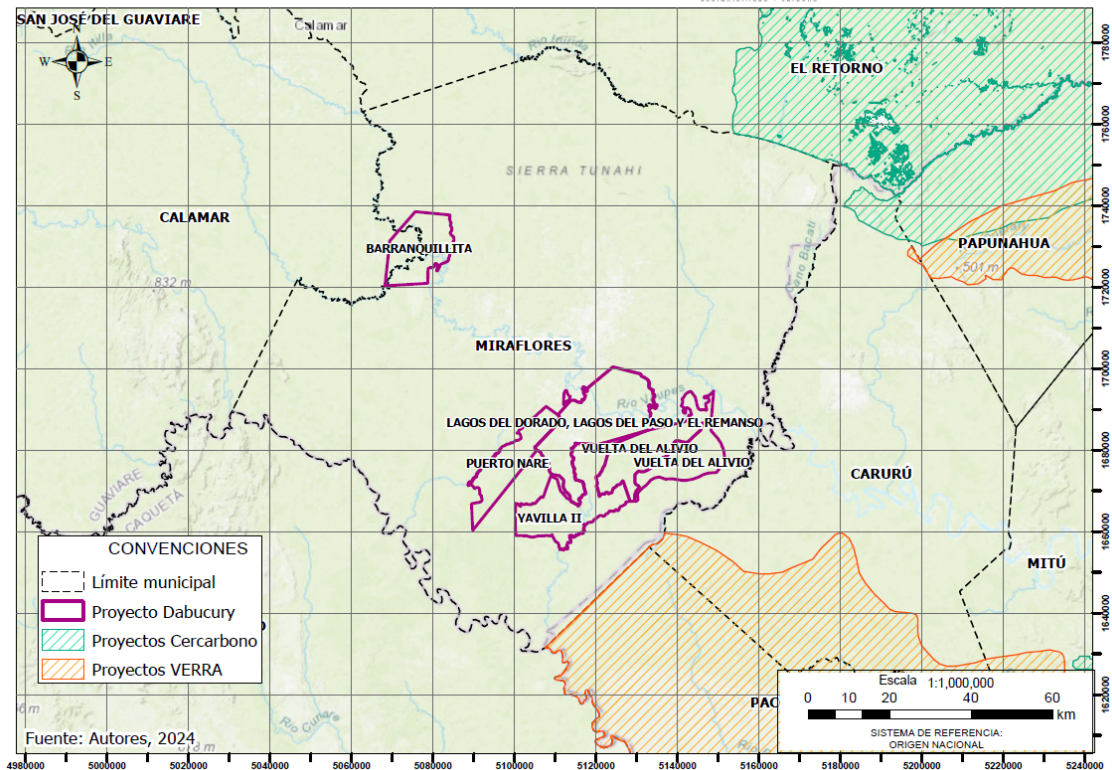 SAN JOSÉ DEL GUAVIARE
Calamar
Río Inírida
N
W E
S
EL RETORNO
SIERRA TUNAHI
CALAMAR
BARRANQUILLITA
PAPUNAHUA
501 m
832 m
Caño Bacatí
MIRAFLORES
Río Vaupés
LAGOS DEL DORADO, LAGOS DEL PASO Y EL REMANSO
VUELTA DEL ALIVIO
PUERTO NARE
VUELTA DEL ALIVIO
CARURÚ
GUAVIARE
CAQUETÁ
YAVILLA II
MITÚ
CONVENCIONES
Límite municipal
Proyecto Dabucury
Proyectos Cercarbono
Proyectos VERRA
PAC
Escala 1:1,000,000
0 10 20 40 60
km
SISTEMA DE REFERENCIA:
ORIGEN NACIONAL
Fuente: Autores, 2024
1780000
1760000
1740000
1720000
1700000
1680000
1660000
1640000
1620000
4980000 5000000 5020000 5040000 5060000 5080000 5100000 5120000 5140000 5160000 5180000 5200000 5220000 5240000